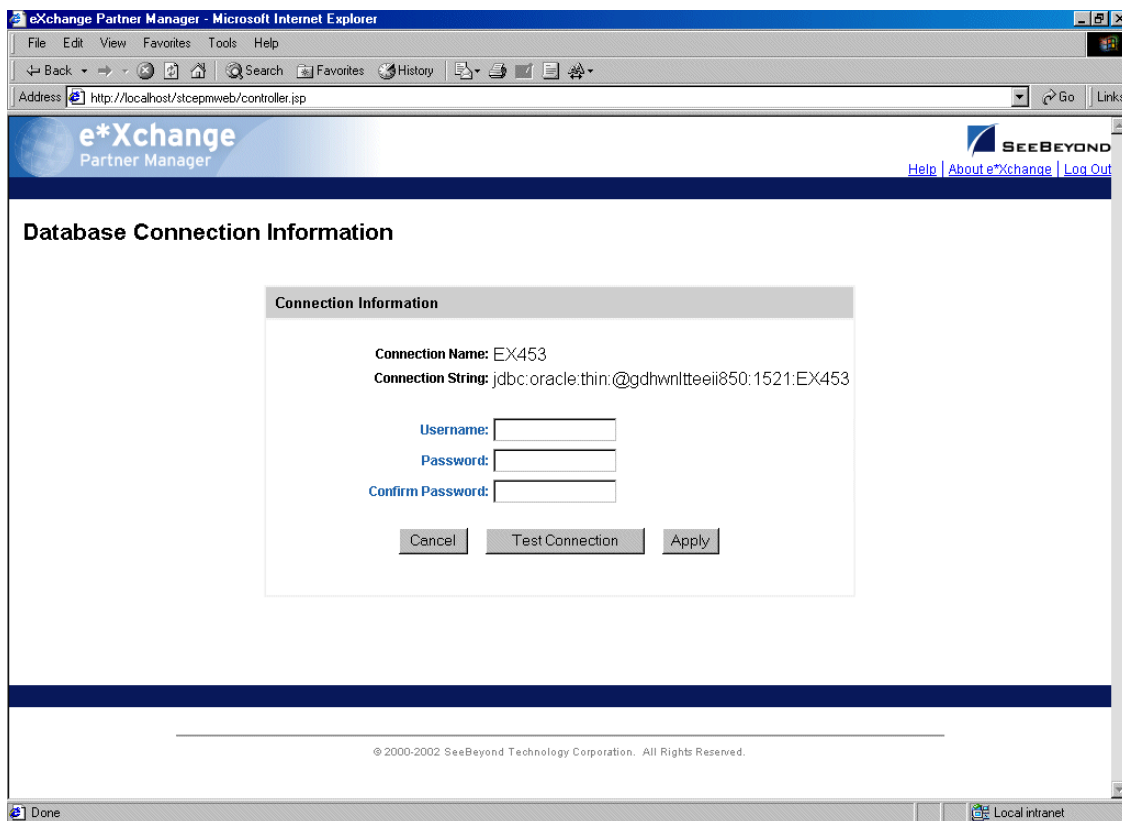 eXchange Partner Manager - Microsoft Internet Explorer
File Edit View Favorites Tools Help
Back Search Favorites History
Address http://localhost/stcepmweb/controller.jsp Go Links
e*Xchange
Partner Manager
SEEBEYOND
Help | About e*Xchange | Log Out
Database Connection Information
Connection Information
Connection Name: EX453
Connection String: jdbc:oracle:thin:@gdhwnltteeii850:1521:EX453
Username:
Password:
Confirm Password:
Cancel Test Connection Apply
© 2000-2002 SeeBeyond Technology Corporation. All Rights Reserved.
Done Local intranet